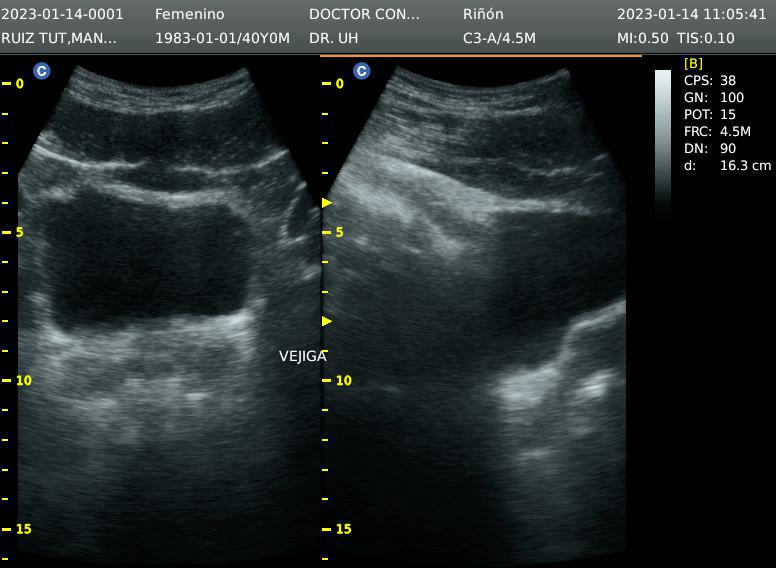 2023-01-14-0001 Femenino DOCTOR CON... Riñón 2023-01-14 11:05:41
RUIZ TUT,MAN... 1983-01-01/40Y0M DR. UH C3-A/4.5M MI:0.50 TIS:0.10
C C [B]
0 0 CPS: 38
GN: 100
POT: 15
FRC: 4.5M
DN: 90
d: 16.3 cm
5 5
VEJIGA
10 10
15 15